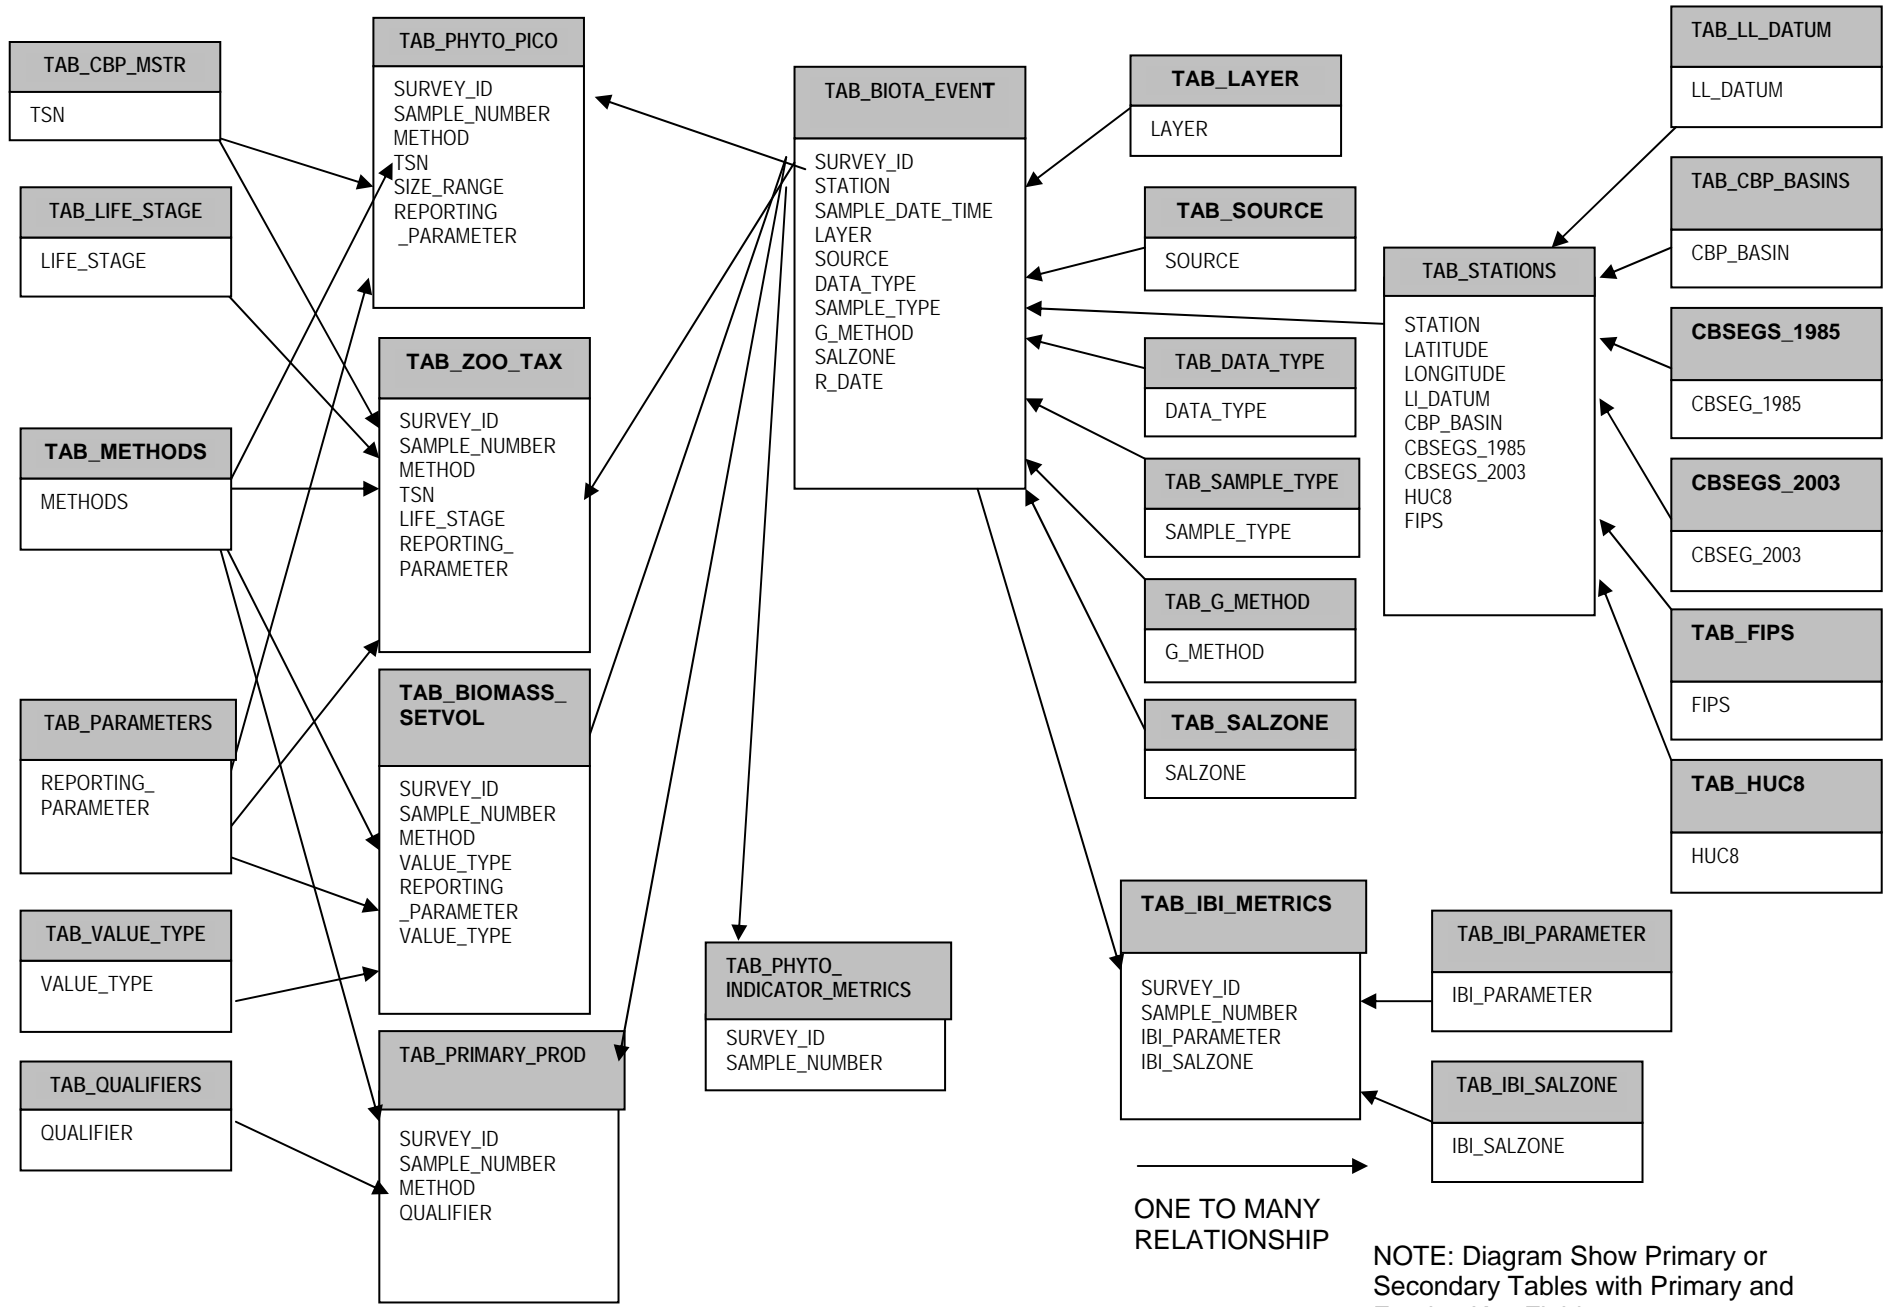 TAB_CBP_MSTR
TSN
TAB_LIFE_STAGE
LIFE_STAGE
TAB_METHODS
METHODS
TAB_PARAMETERS
REPORTING_
PARAMETER
TAB_VALUE_TYPE
VALUE_TYPE
TAB_QUALIFIERS
QUALIFIER
TAB_PHYTO_PICO
SURVEY_ID
SAMPLE_NUMBER
METHOD
TSN
SIZE_RANGE
REPORTING
_PARAMETER
TAB_ZOO_TAX
SURVEY_ID
SAMPLE_NUMBER
METHOD
TSN
LIFE_STAGE
REPORTING_
PARAMETER
TAB_BIOMASS_
SETVOL
SURVEY_ID
SAMPLE_NUMBER
METHOD
VALUE_TYPE
REPORTING
_PARAMETER
VALUE_TYPE
TAB_PRIMARY_PROD
SURVEY_ID
SAMPLE_NUMBER
METHOD
QUALIFIER
TAB_PHYTO_
INDICATOR_METRICS
SURVEY_ID
SAMPLE_NUMBER
TAB_BIOTA_EVENT
SURVEY_ID
STATION
SAMPLE_DATE_TIME
LAYER
SOURCE
DATA_TYPE
SAMPLE_TYPE
G_METHOD
SALZONE
R_DATE
TAB_LAYER
LAYER
TAB_SOURCE
SOURCE
TAB_DATA_TYPE
DATA_TYPE
TAB_SAMPLE_TYPE
SAMPLE_TYPE
TAB_G_METHOD
G_METHOD
TAB_SALZONE
SALZONE
TAB_IBI_METRICS
SURVEY_ID
SAMPLE_NUMBER
IBI_PARAMETER
IBI_SALZONE
TAB_STATIONS
STATION
LATITUDE
LONGITUDE
LI_DATUM
CBP_BASIN
CBSEGS_1985
CBSEGS_2003
HUC8
FIPS
TAB_LL_DATUM
LL_DATUM
TAB_CBP_BASINS
CBP_BASIN
CBSEGS_1985
CBSEG_1985
CBSEGS_2003
CBSEG_2003
TAB_FIPS
FIPS
TAB_HUC8
HUC8
TAB_IBI_PARAMETER
IBI_PARAMETER
TAB_IBI_SALZONE
IBI_SALZONE
ONE TO MANY
RELATIONSHIP
NOTE: Diagram Show Primary or
Secondary Tables with Primary and